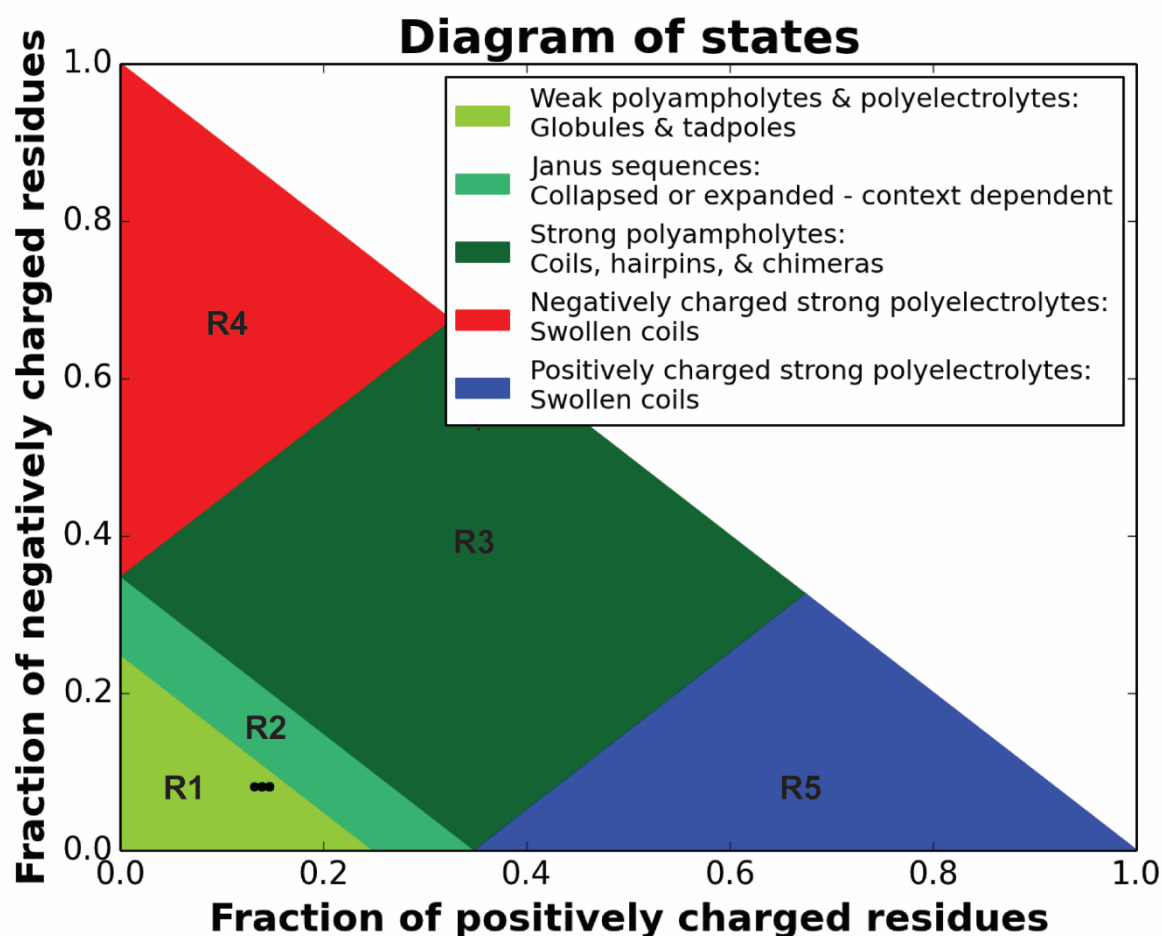 Diagram of states
Fraction of negatively charged residues
1.0
0.8
0.6
0.4
0.2
0.0
Weak polyampholytes & polyelectrolytes:
Globules & tadpoles
Janus sequences:
Collapsed or expanded - context dependent
Strong polyampholytes:
Coils, hairpins, & chimeras
Negatively charged strong polyelectrolytes:
Swollen coils
Positively charged strong polyelectrolytes:
Swollen coils
R4
R3
R2
R1
R5
0.0 0.2 0.4 0.6 0.8 1.0
Fraction of positively charged residues